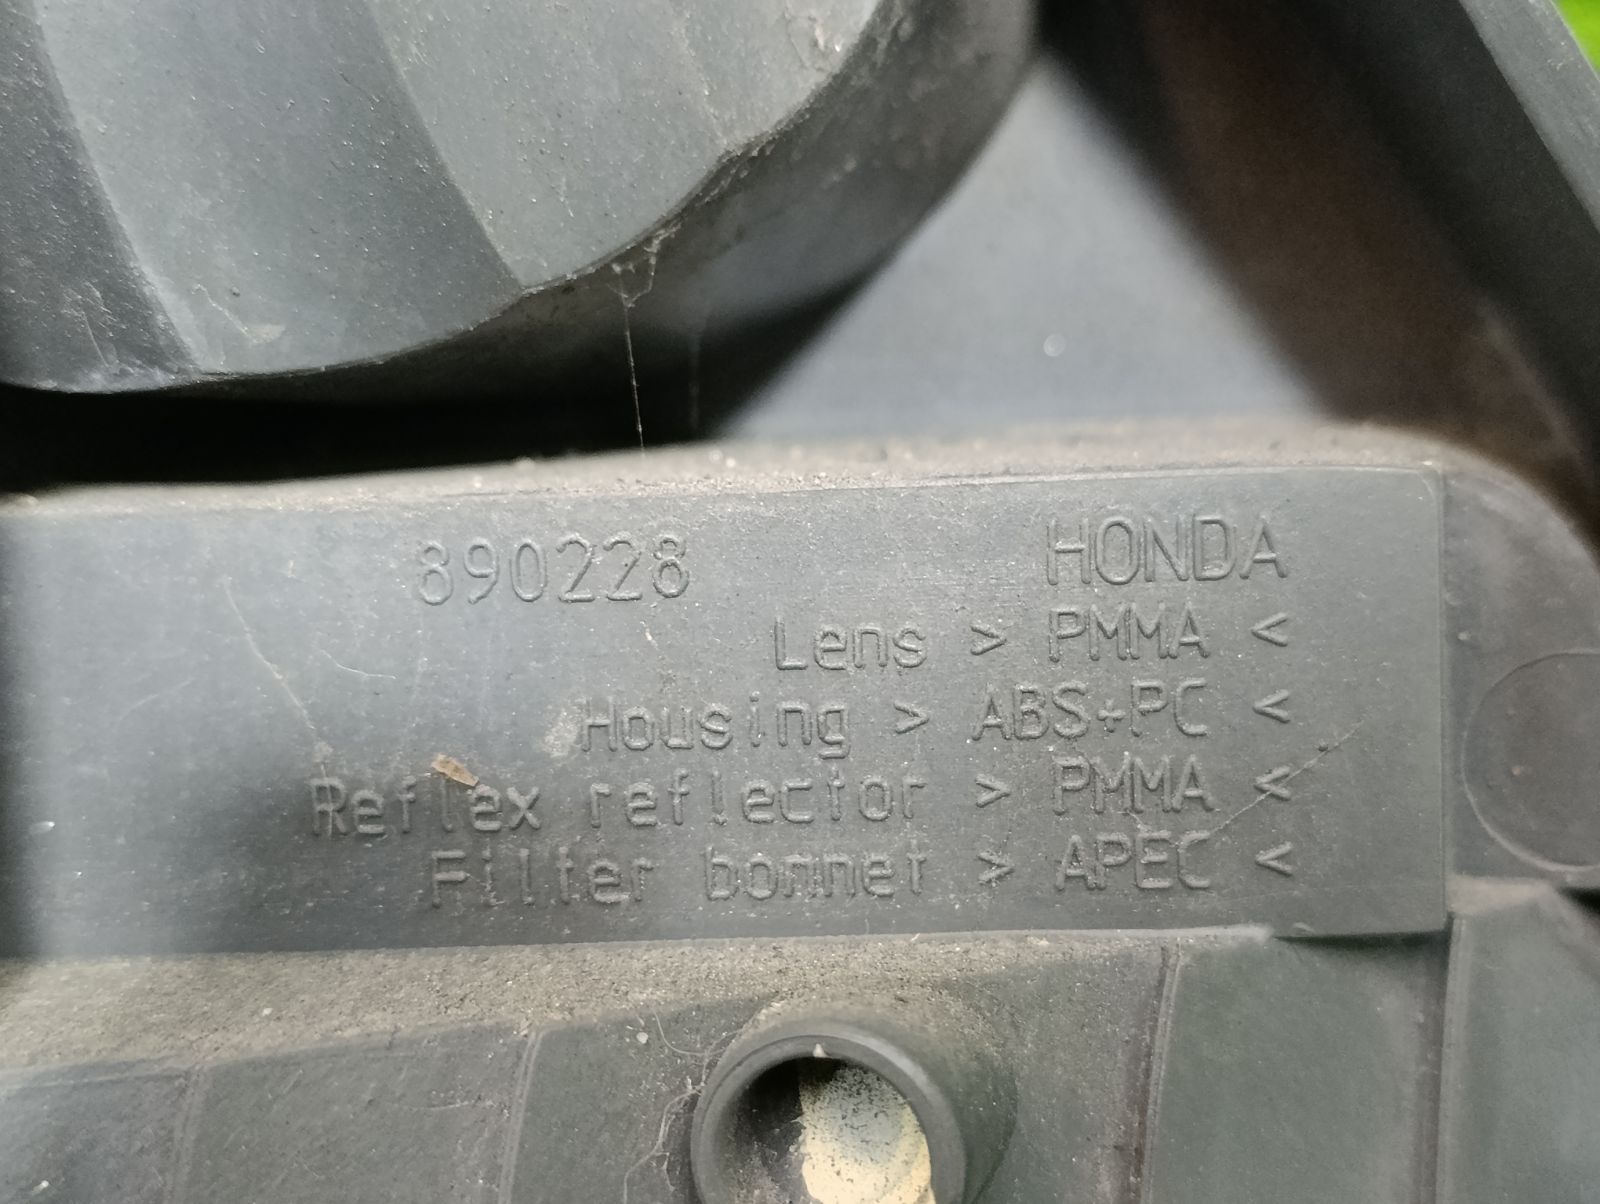 890228 HONDA
Lens > PMMA <
Housing > ABS+PC <
Reflex reflector > PMMA <
Filter bonnet > APEC <